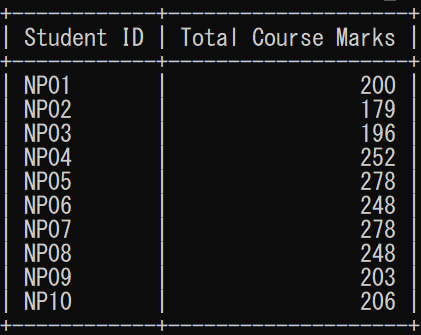 +------------+--------------------+
| Student ID | Total Course Marks |
+------------+--------------------+
| NP01       |                200 |
| NP02       |                179 |
| NP03       |                196 |
| NP04       |                252 |
| NP05       |                278 |
| NP06       |                248 |
| NP07       |                278 |
| NP08       |                248 |
| NP09       |                203 |
| NP10       |                206 |
+------------+--------------------+